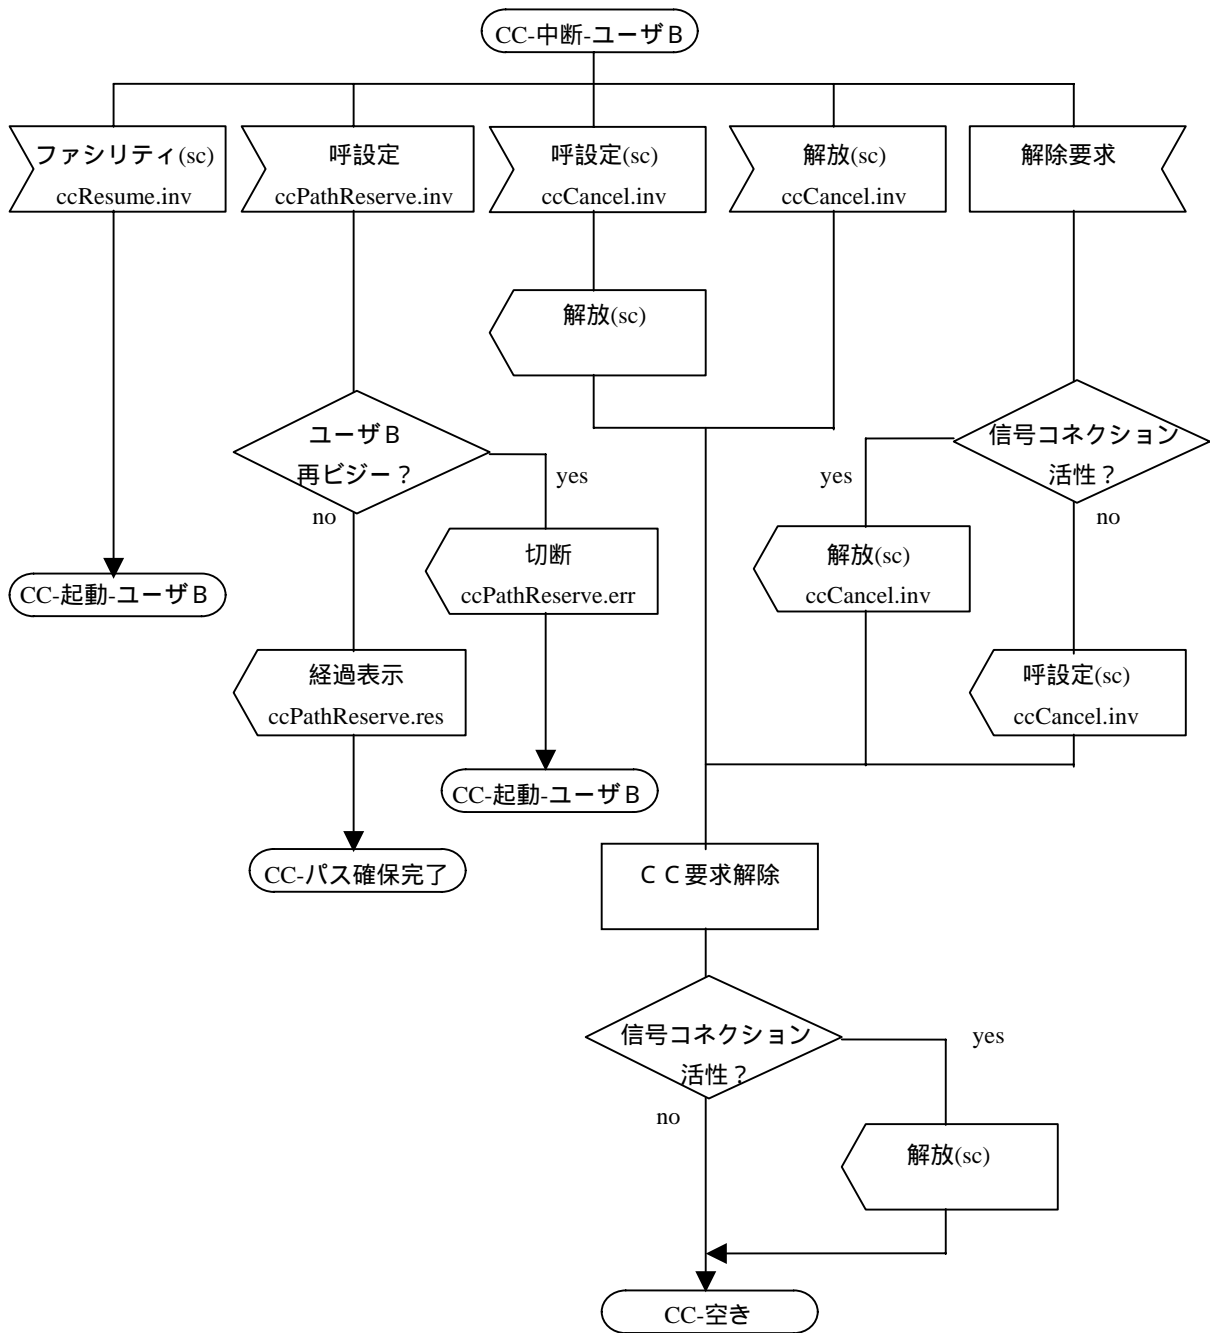 CC-中断-ユーザB
ファシリティ(sc)
ccResume.inv
呼設定
ccPathReserve.inv
呼設定(sc)
ccCancel.inv
解放(sc)
ccCancel.inv
解除要求
解放(sc)
ユーザB
再ビジー?
yes
no
信号コネクション
活性?
yes
no
切断
ccPathReserve.err
解放(sc)
ccCancel.inv
CC-起動-ユーザB
経過表示
ccPathReserve.res
呼設定(sc)
ccCancel.inv
CC-起動-ユーザB
CC-パス確保完了
CC要求解除
信号コネクション
活性?
yes
no
解放(sc)
CC-空き